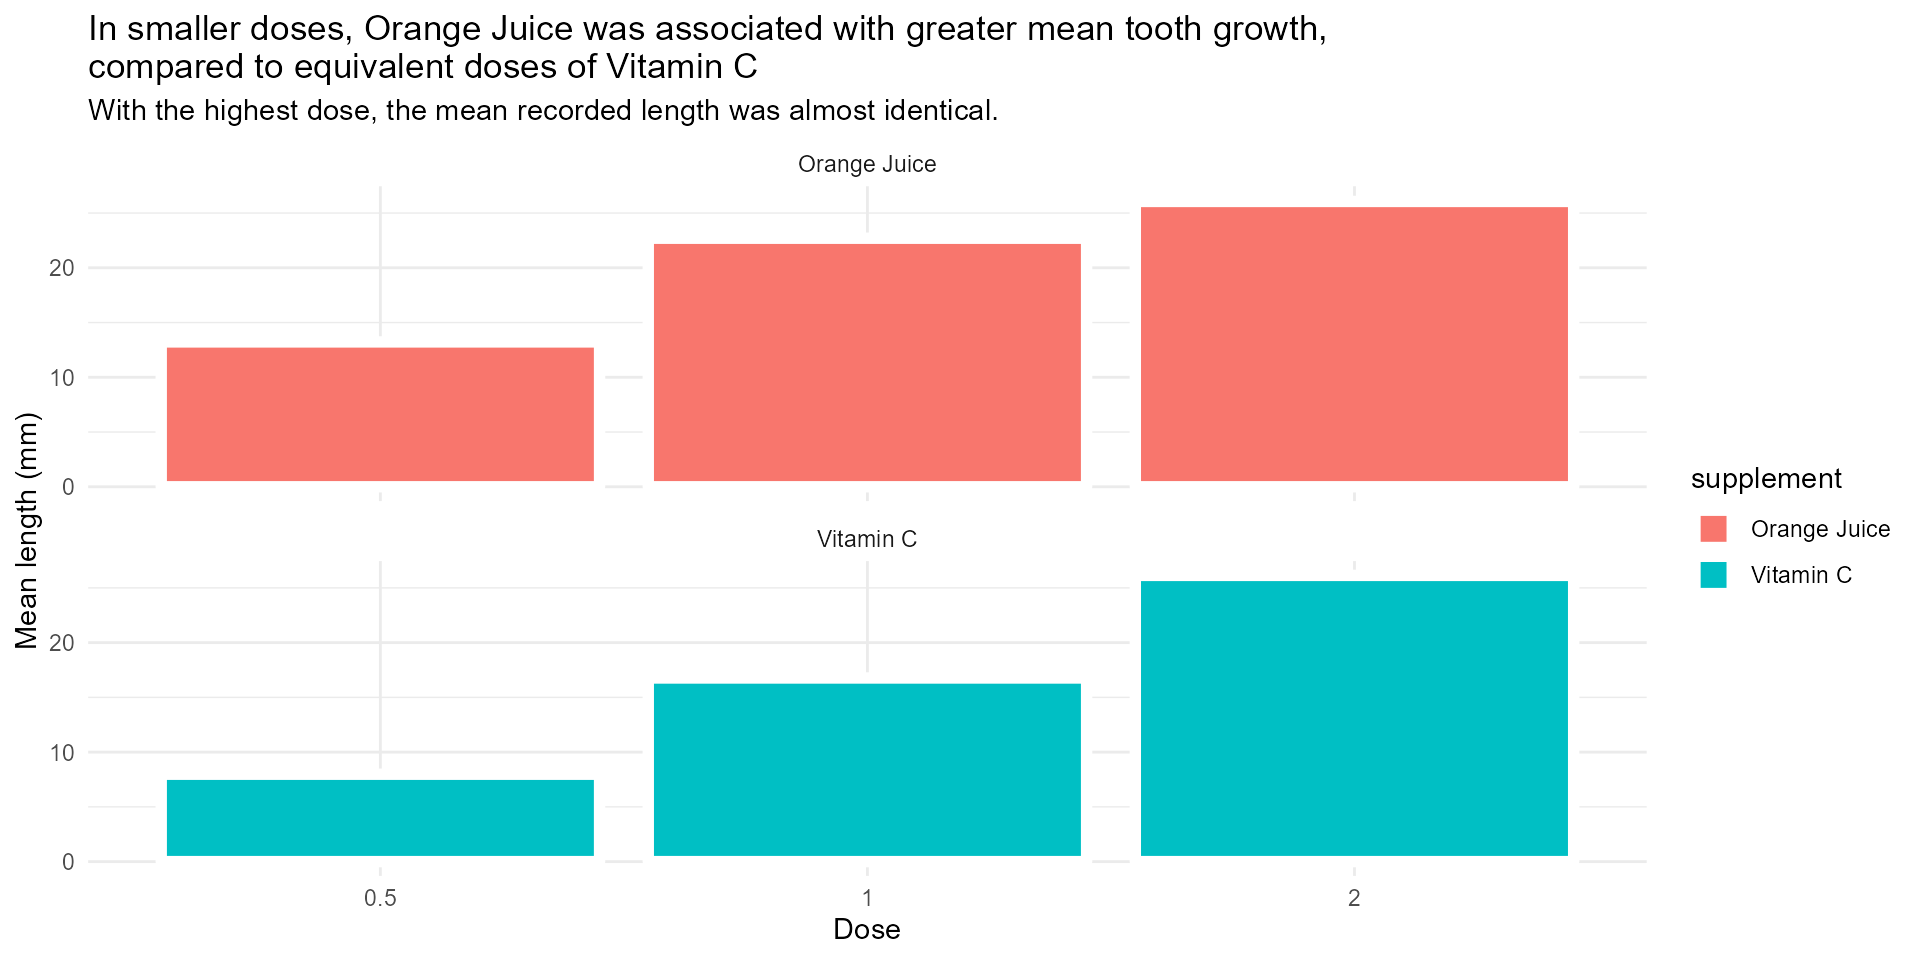 In smaller doses, Orange Juice was associated with greater mean tooth growth,
compared to equivalent doses of Vitamin C
With the highest dose, the mean recorded length was almost identical.
Orange Juice
20
10
0
Mean length (mm)
Vitamin C
20
10
0
0.5 1 2
Dose
supplement
Orange Juice
Vitamin C